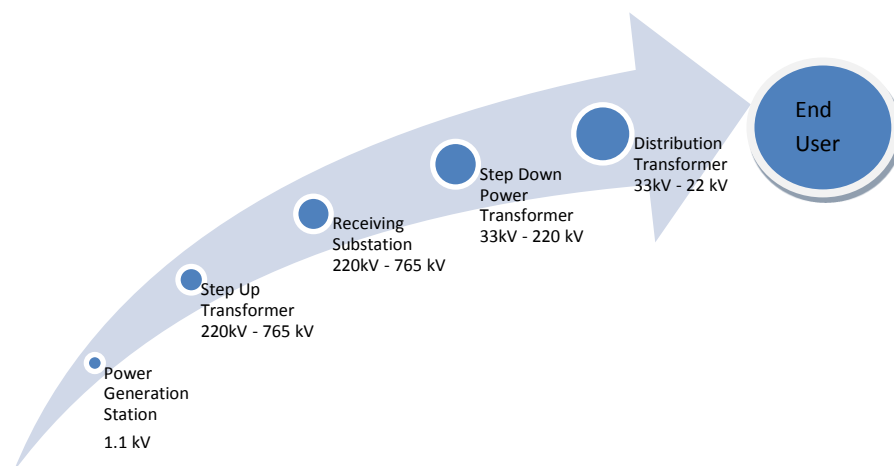 Power
Generation
Station
1.1 kV
Step Up
Transformer
220kV - 765 kV
Receiving
Substation
220kV - 765 kV
Step Down
Power
Transformer
33kV - 220 kV
Distribution
Transformer
33kV - 22 kV
End
User